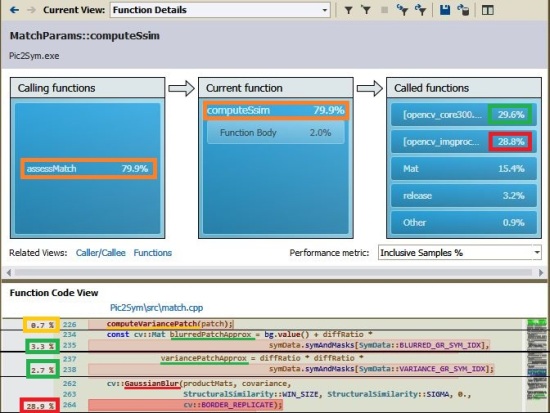 Current View: Function Details
MatchParams::computeSsim
Pic2Sym.exe
Calling functions
Current function
Called functions
assessMatch 79.9%
computeSsim 79.9%
Function Body 2.0%
[opencv_core300.... 29.6%
[opencv_imgproc... 28.8%
Mat 15.4%
release 3.2%
Other 0.9%
Related Views: Caller/Callee Functions
Performance metric: Inclusive Samples %
Function Code View
Pic2Sym\src\match.cpp
0.7 % 226 computeVariancePatch(patch);
234 const cv::Mat blurredPatchApprox = bg.value() + diffRatio *
3.3 % 235 symData::symAndMasks[SymData::BLURRED_GR_SYM_IDX],
237 variancePatchApprox = diffRatio * diffRatio *
2.7 % 238 symData::symAndMasks[SymData::VARIANCE_GR_SYM_IDX];
262 cv::GaussianBlur(productMats, covariance,
263 StructuralSimilarity::WIN_SIZE, StructuralSimilarity::SIGMA, 0.,
28.9 % 264 cv::BORDER_REPLICATE);